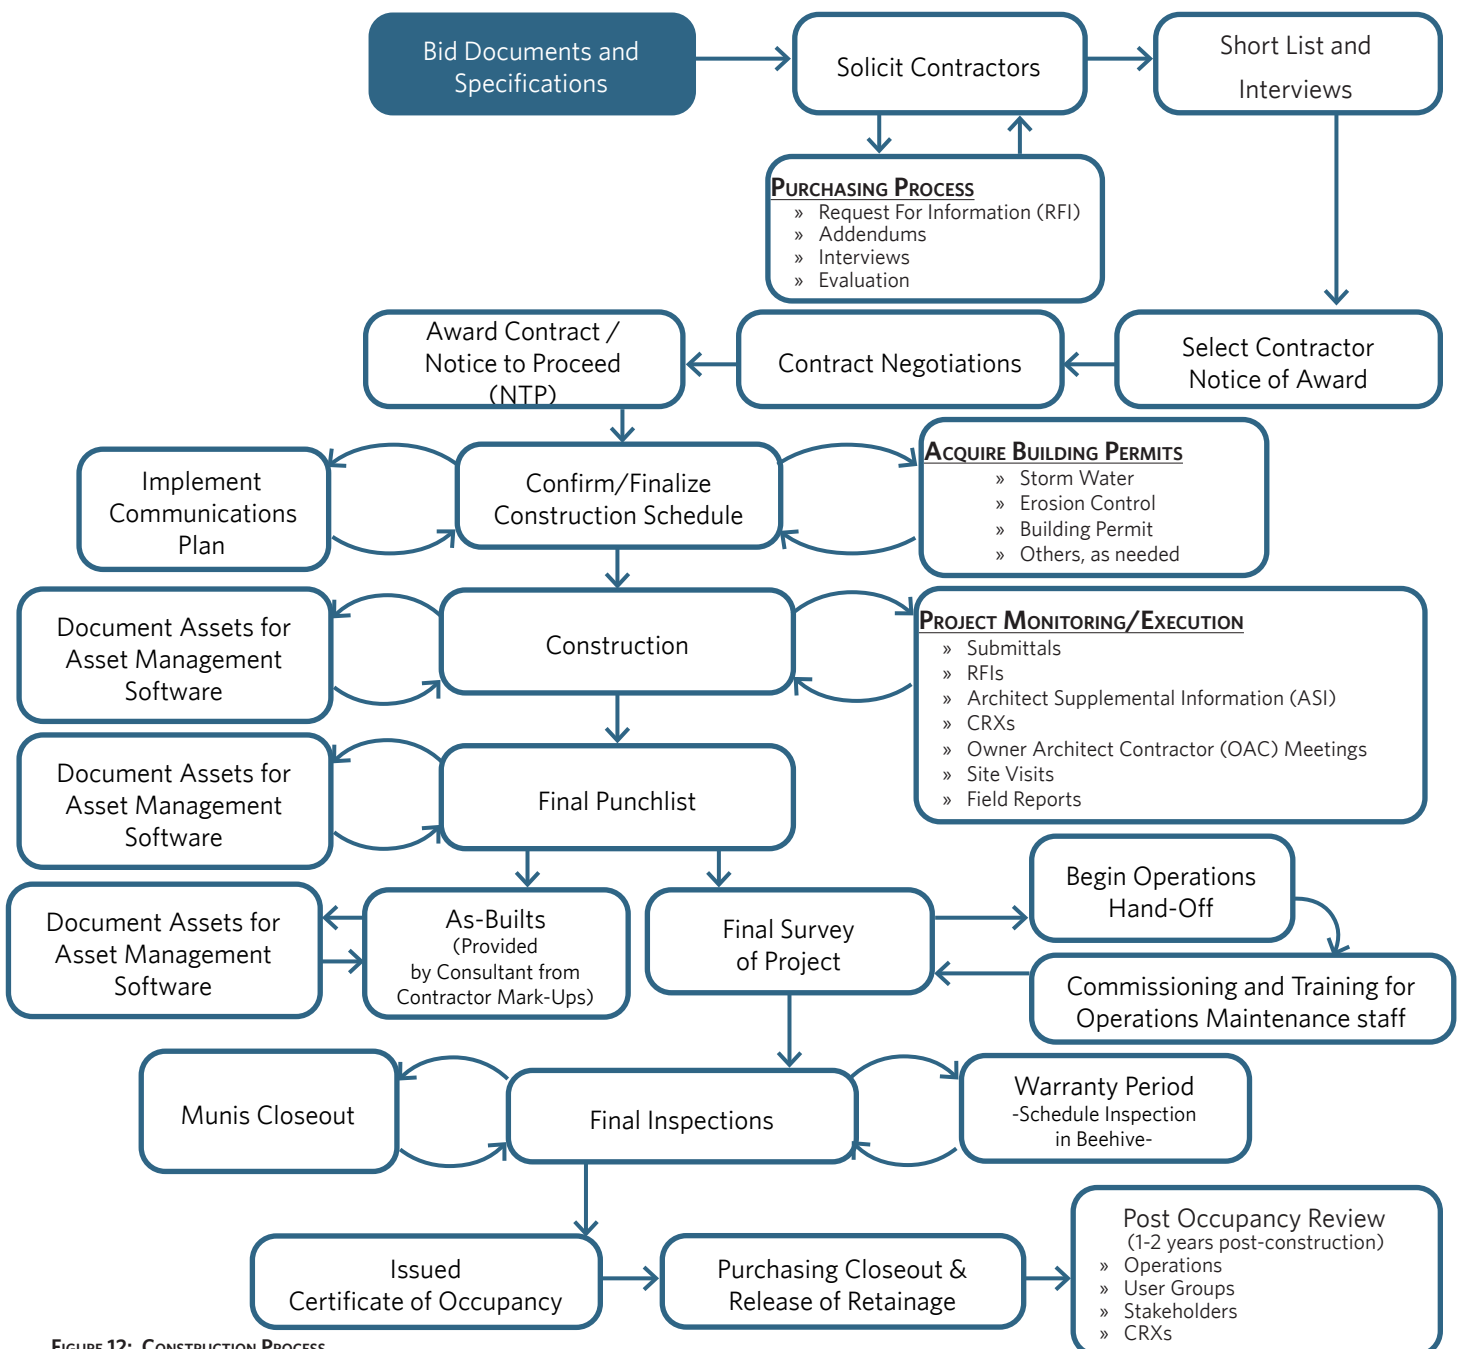 Bid Documents and
Specifications
Solicit Contractors
Short List and
Interviews
PURCHASING PROCESS
» Request For Information (RFI)
» Addendums
» Interviews
» Evaluation
Award Contract /
Notice to Proceed
(NTP)
Contract Negotiations
Select Contractor
Notice of Award
Implement
Communications
Plan
Confirm/Finalize
Construction Schedule
ACQUIRE BUILDING PERMITS
» Storm Water
» Erosion Control
» Building Permit
» Others, as needed
Document Assets for
Asset Management
Software
Construction
PROJECT MONITORING/EXECUTION
» Submittals
» RFIs
» Architect Supplemental Information (ASI)
» CRXs
» Owner Architect Contractor (OAC) Meetings
» Site Visits
» Field Reports
Document Assets for
Asset Management
Software
Final Punchlist
Document Assets for
Asset Management
Software
As-Builts
(Provided
by Consultant from
Contractor Mark-Ups)
Final Survey
of Project
Begin Operations
Hand-Off
Commissioning and Training for
Operations Maintenance staff
Munis Closeout
Final Inspections
Warranty Period
-Schedule Inspection
in Beehive-
Issued
Certificate of Occupancy
Purchasing Closeout &
Release of Retainage
Post Occupancy Review
(1-2 years post-construction)
» Operations
» User Groups
» Stakeholders
» CRXs
FIGURE 12: CONSTRUCTION PROCESS